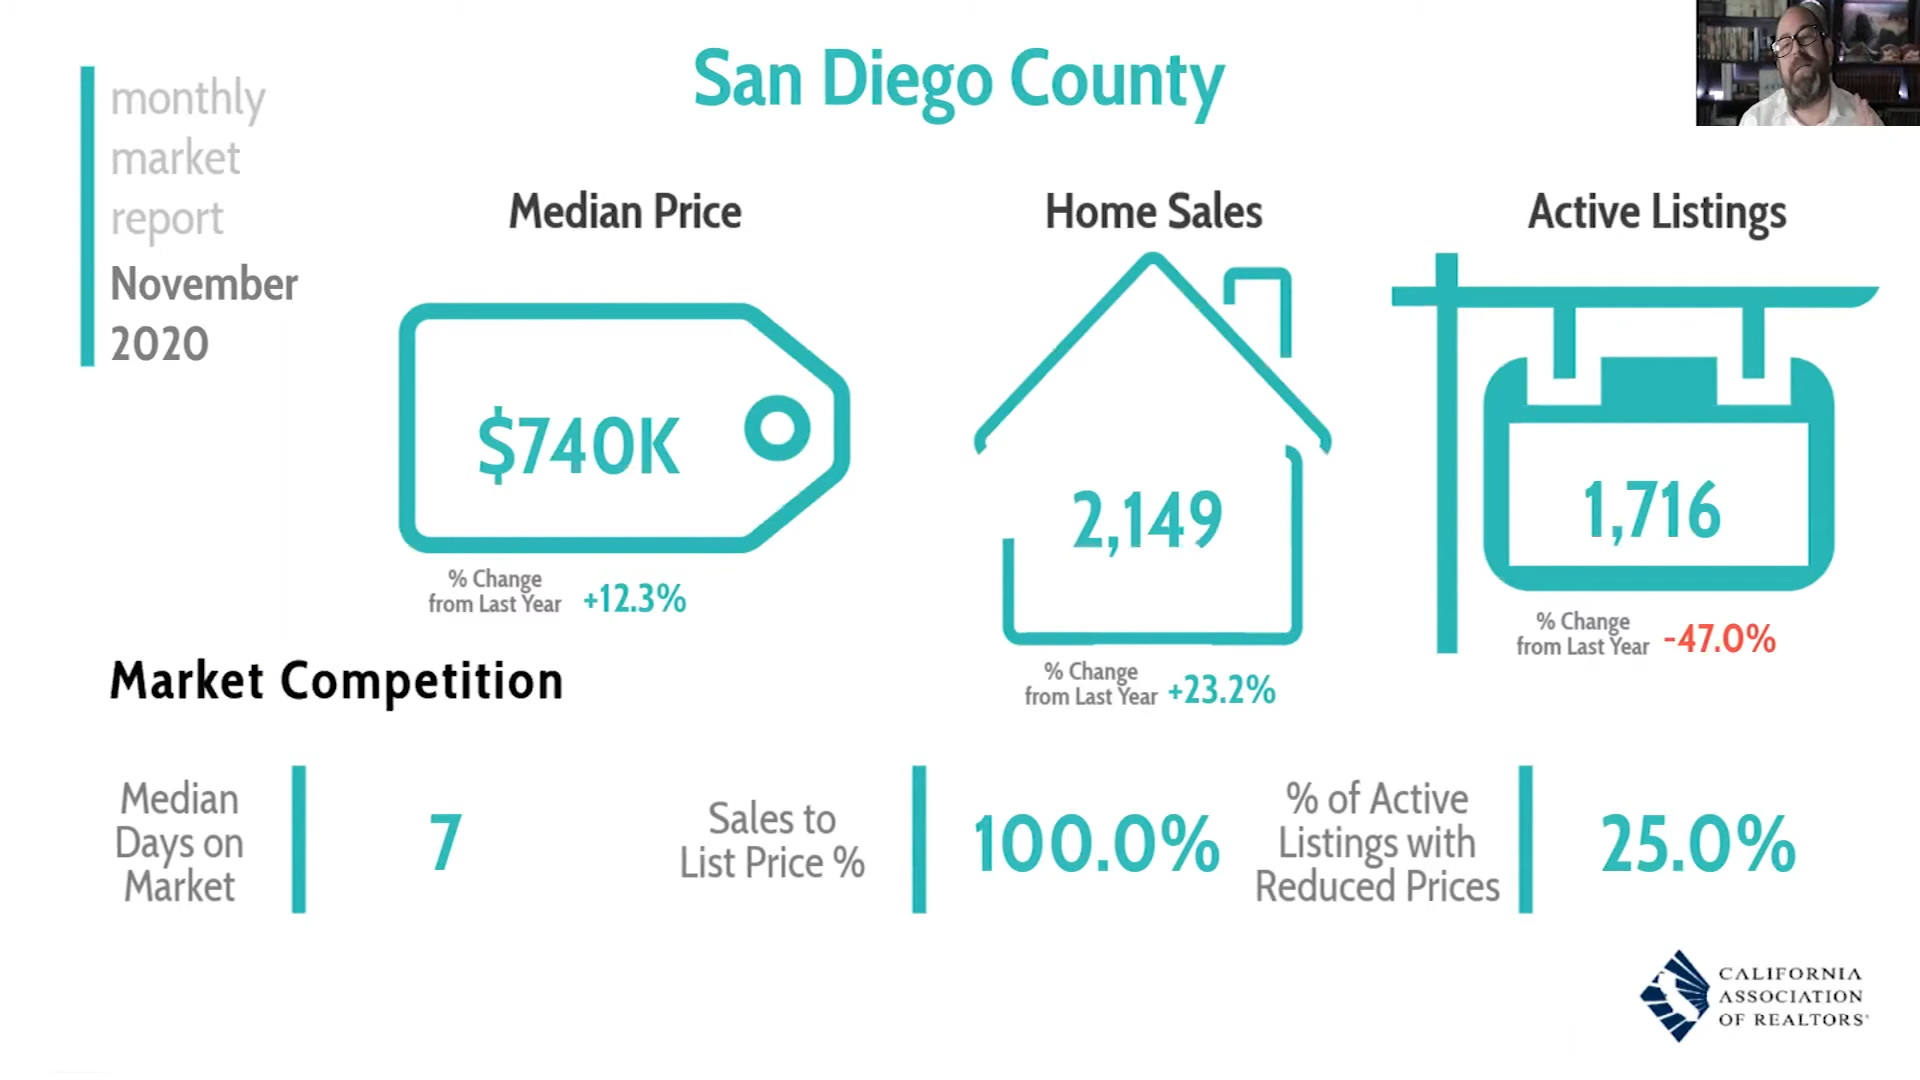 San Diego County
monthly
market
report
November
2020
Median Price
$740K
% Change
from Last Year
+12.3%
Home Sales
2,149
% Change
from Last Year
+23.2%
Active Listings
1,716
% Change
from Last Year
-47.0%
Market Competition
Median
Days on
Market
7
Sales to
List Price %
100.0%
% of Active
Listings with
Reduced Prices
25.0%
CALIFORNIA
ASSOCIATION
OF REALTORS®